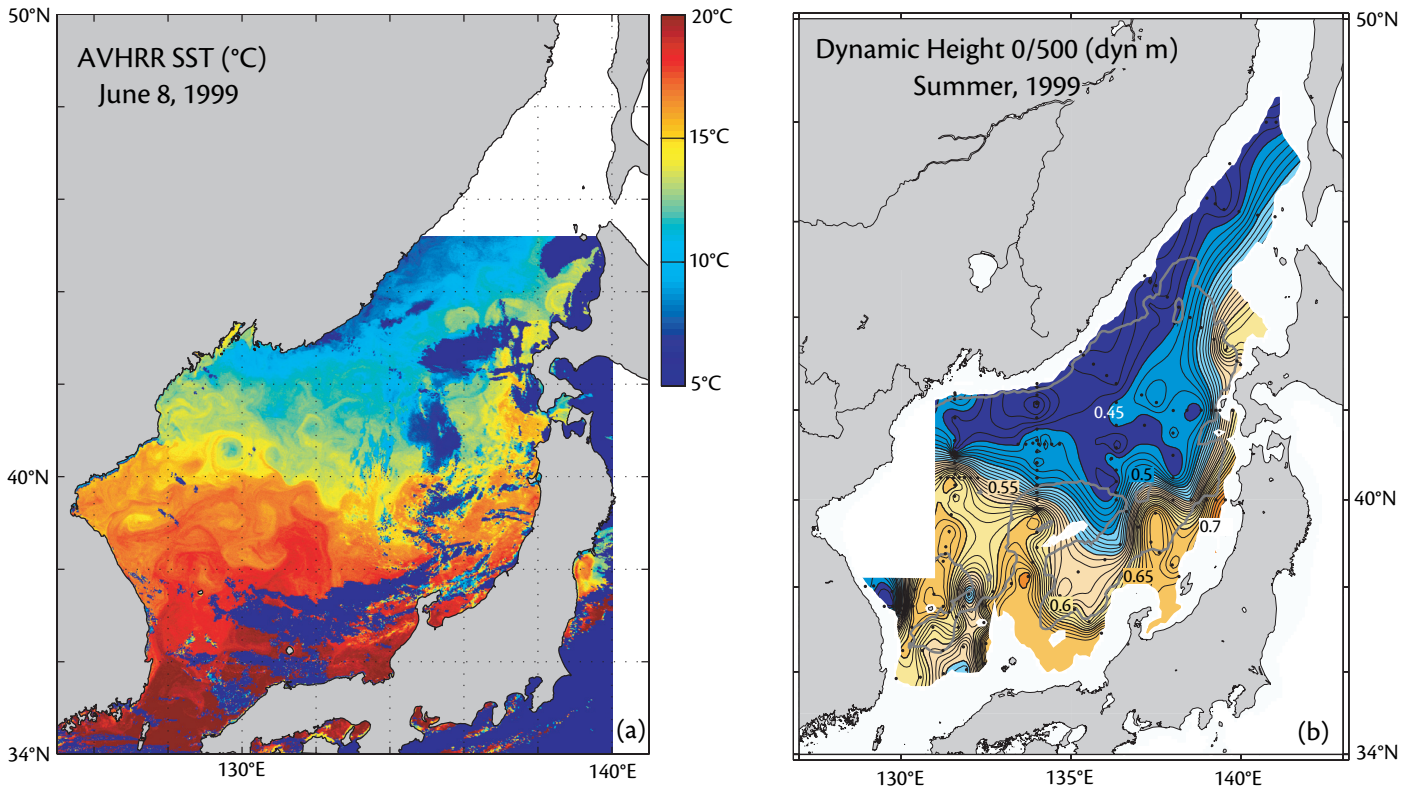 50°N
AVHRR SST (°C)
June 8, 1999
40°N
34°N
130°E
140°E
(a)
20°C
15°C
10°C
5°C
Dynamic Height 0/500 (dyn m)
Summer, 1999
50°N
0.45
0.5
0.55
40°N
0.7
0.65
0.6
(b)
34°N
130°E
135°E
140°E